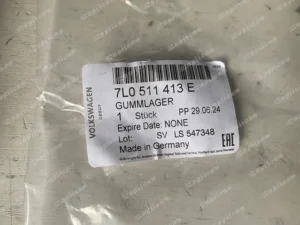 VOLKSWAGEN
GROUP
7L0 511 413 E
GUMMLAGER
1 Stück PP 29.06.24
Expire Date: NONE
SV LS 547348
Made in Germany
EAC